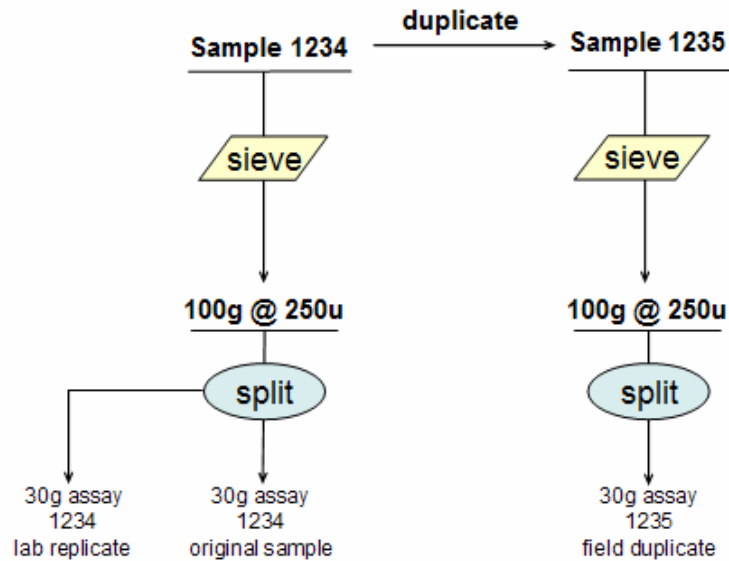 duplicate
Sample 1234
Sample 1235
sieve
sieve
100g @ 250u
100g @ 250u
split
split
30g assay
1234
lab replicate
30g assay
1234
original sample
30g assay
1235
field duplicate